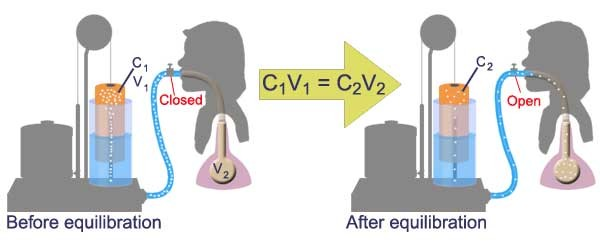 C₁
V₁
Closed
V₂
Before equilibration
C₁V₁ = C₂V₂
C₂
Open
After equilibration